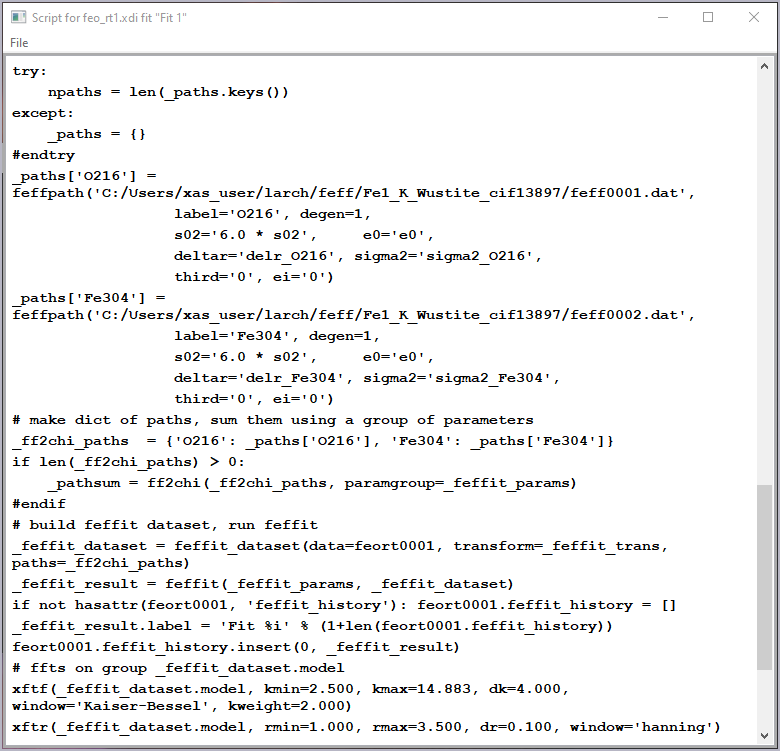 Script for feo_rt1.xdi fit "Fit 1"
File
try:
    npaths = len(_paths.keys())
except:
    _paths = {}
#endtry
_paths['O216'] =
feffpath('C:/Users/xas_user/larch/feff/Fe1_K_Wustite_cif13897/feff0001.dat',
                  label='O216', degen=1,
                  s02='6.0 * s02',     e0='e0',
                  deltar='delr_O216', sigma2='sigma2_O216',
                  third='0', ei='0')
_paths['Fe304'] =
feffpath('C:/Users/xas_user/larch/feff/Fe1_K_Wustite_cif13897/feff0002.dat',
                  label='Fe304', degen=1,
                  s02='6.0 * s02',     e0='e0',
                  deltar='delr_Fe304', sigma2='sigma2_Fe304',
                  third='0', ei='0')
# make dict of paths, sum them using a group of parameters
_ff2chi_paths  = {'O216': _paths['O216'], 'Fe304': _paths['Fe304']}
if len(_ff2chi_paths) > 0:
    _pathsum = ff2chi(_ff2chi_paths, paramgroup=_feffit_params)
#endif
# build feffit dataset, run feffit
_feffit_dataset = feffit_dataset(data=feort0001, transform=_feffit_trans,
paths=_ff2chi_paths)
_feffit_result = feffit(_feffit_params, _feffit_dataset)
if not hasattr(feort0001, 'feffit_history'): feort0001.feffit_history = []
_feffit_result.label = 'Fit %i' % (1+len(feort0001.feffit_history))
feort0001.feffit_history.insert(0, _feffit_result)
# ffts on group _feffit_dataset.model
xftf(_feffit_dataset.model, kmin=2.500, kmax=14.883, dk=4.000,
window='Kaiser-Bessel', kweight=2.000)
xftr(_feffit_dataset.model, rmin=1.000, rmax=3.500, dr=0.100, window='hanning')